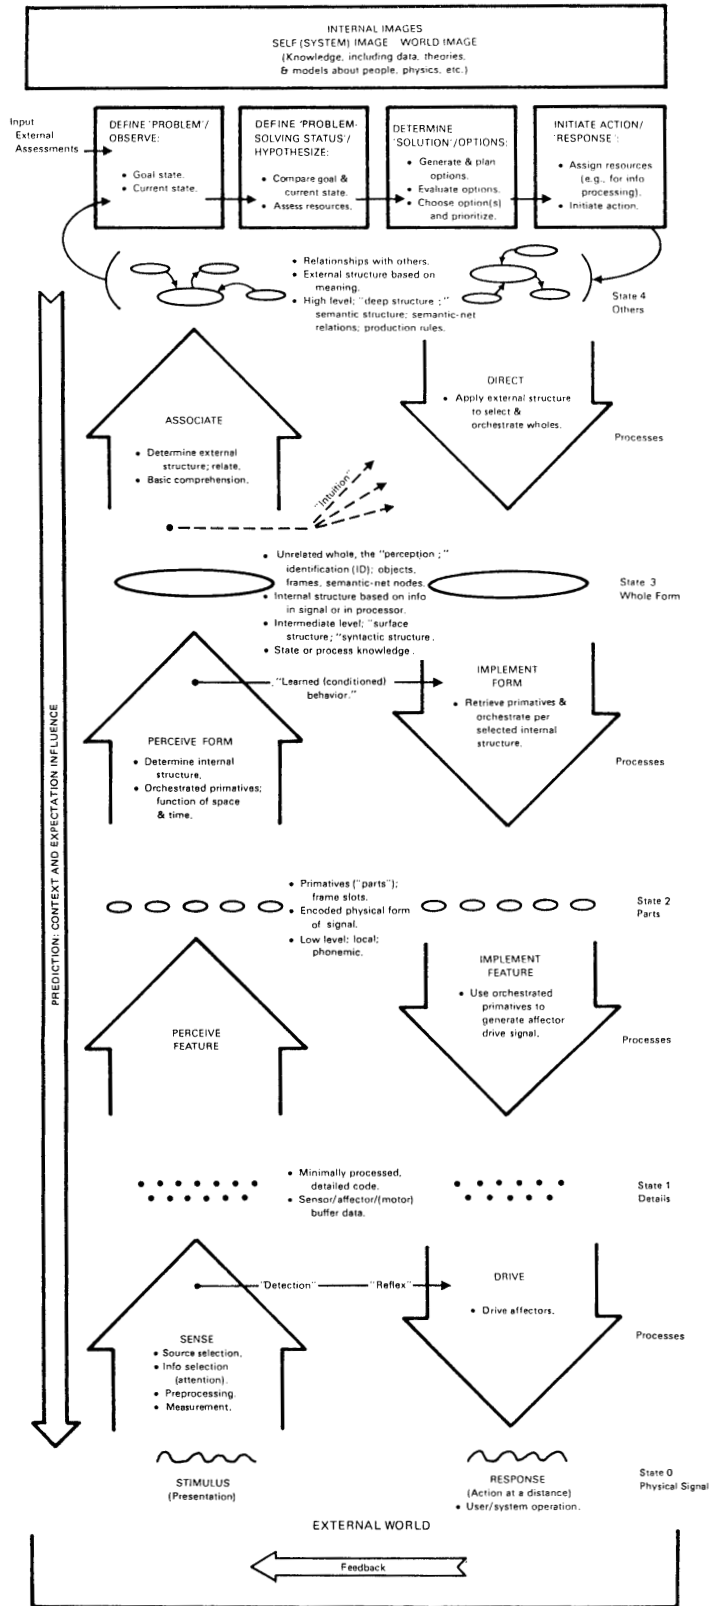 INTERNAL IMAGES
SELF (SYSTEM) IMAGE WORLD IMAGE
(Knowledge, including data, theories,
& models about people, physics, etc.)
Input
External
Assessments
DEFINE 'PROBLEM'/
OBSERVE:
• Goal state.
• Current state.
DEFINE 'PROBLEM-
SOLVING STATUS'/
HYPOTHESIZE:
• Compare goal &
current state.
• Assess resources.
DETERMINE
'SOLUTION'/OPTIONS:
• Generate & plan
options.
• Evaluate options.
• Choose option(s)
and prioritize.
INITIATE ACTION/
'RESPONSE':
• Assign resources
(e.g., for info
processing).
• Initiate action.
• Relationships with others.
• External structure based on
meaning.
• High level; "deep structure;"
semantic structure; semantic-net
relations; production rules.
State 4
Others
ASSOCIATE
• Determine external
structure; relate.
• Basic comprehension.
DIRECT
• Apply external structure
to select &
orchestrate wholes.
Processes
"Intuition"
• Unrelated whole, the "perception;"
identification (ID); objects,
frames, semantic-net nodes.
• Internal structure based on info
in signal or in processor.
• Intermediate level; "surface
structure; "syntactic structure.
• State or process knowledge.
State 3
Whole Form
"Learned (conditioned)
behavior."
PERCEIVE FORM
• Determine internal
structure.
• Orchestrated primatives;
function of space
& time.
IMPLEMENT
FORM
• Retrieve primatives &
orchestrate per
selected internal
structure.
Processes
PREDICTION: CONTEXT AND EXPECTATION INFLUENCE
• Primatives ("parts");
frame slots.
• Encoded physical form
of signal.
• Low level; local;
phonemic.
State 2
Parts
PERCEIVE
FEATURE
IMPLEMENT
FEATURE
• Use orchestrated
primatives to
generate affector
drive signal.
Processes
• Minimally processed,
detailed code.
• Sensor/affector/(motor)
buffer data.
State 1
Details
"Detection" "Reflex"
SENSE
• Source selection.
• Info selection
(attention).
• Preprocessing.
• Measurement.
DRIVE
• Drive affectors.
Processes
STIMULUS
(Presentation)
RESPONSE
(Action at a distance)
• User/system operation.
State 0
Physical Signal
EXTERNAL WORLD
Feedback